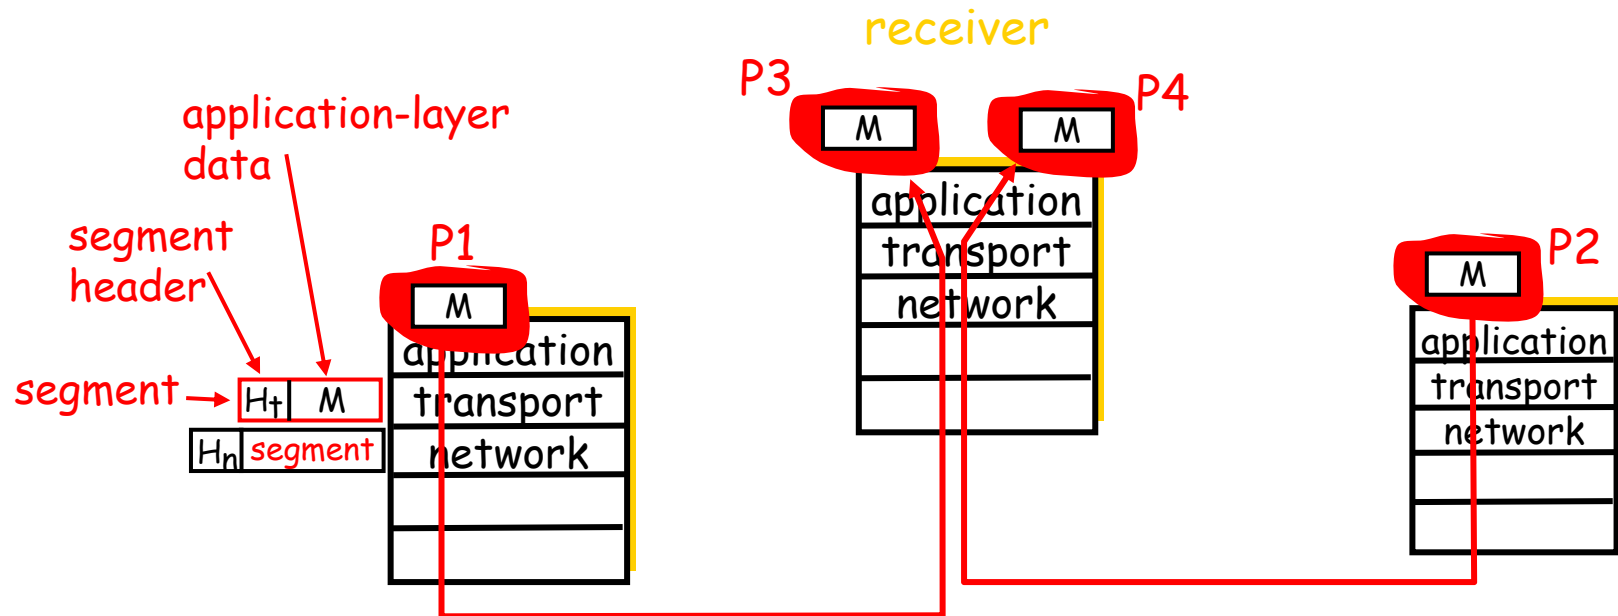 receiver
P3
P4
M
M
application-layer
data
application
transport
network
segment
header
P1
M
P2
M
application
transport
network
segment
Ht M
Hn segment
application
transport
network